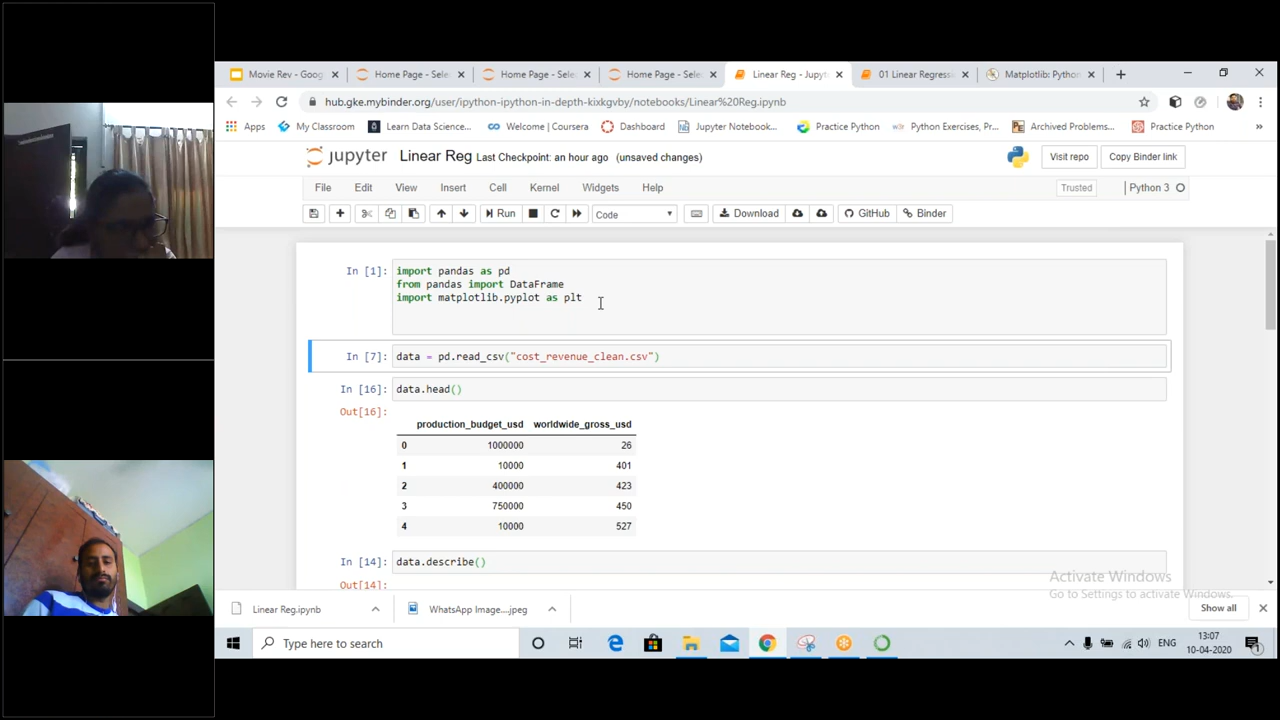 Movie Rev - Goog
Home Page - Sele
Home Page - Sele
Home Page - Sele
Linear Reg - Jupyt
01 Linear Regressi
Matplotlib: Python
hub.gke.mybinder.org/user/ipython-ipython-in-depth-kixkgvby/notebooks/Linear%20Reg.ipynb
Apps
My Classroom
Learn Data Science...
Welcome | Coursera
Dashboard
Jupyter Notebook...
Practice Python
Python Exercises, Pr...
Archived Problems...
Practice Python
jupyter Linear Reg Last Checkpoint: an hour ago (unsaved changes)
Visit repo
Copy Binder link
File Edit View Insert Cell Kernel Widgets Help
Trusted
Python 3
Run
Code
Download
GitHub
Binder
In [1]: import pandas as pd
from pandas import DataFrame
import matplotlib.pyplot as plt
In [7]: data = pd.read_csv("cost_revenue_clean.csv")
In [16]: data.head()
Out[16]:
production_budget_usd worldwide_gross_usd
0 1000000 26
1 10000 401
2 400000 423
3 750000 450
4 10000 527
In [14]: data.describe()
Out[14]:
Activate Windows
Go to Settings to activate Windows.
Linear Reg.ipynb
WhatsApp Image....jpeg
Show all
Type here to search
ENG
13:07
10-04-2020